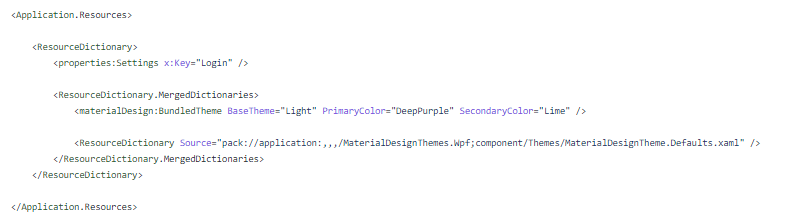 <Application.Resources>
<ResourceDictionary>
<properties:Settings x:Key="Login" />
<ResourceDictionary.MergedDictionaries>
<materialDesign:BundledTheme BaseTheme="Light" PrimaryColor="DeepPurple" SecondaryColor="Lime" />
<ResourceDictionary Source="pack://application:,,,/MaterialDesignThemes.Wpf;component/Themes/MaterialDesignTheme.Defaults.xaml" />
</ResourceDictionary.MergedDictionaries>
</ResourceDictionary>
</Application.Resources>